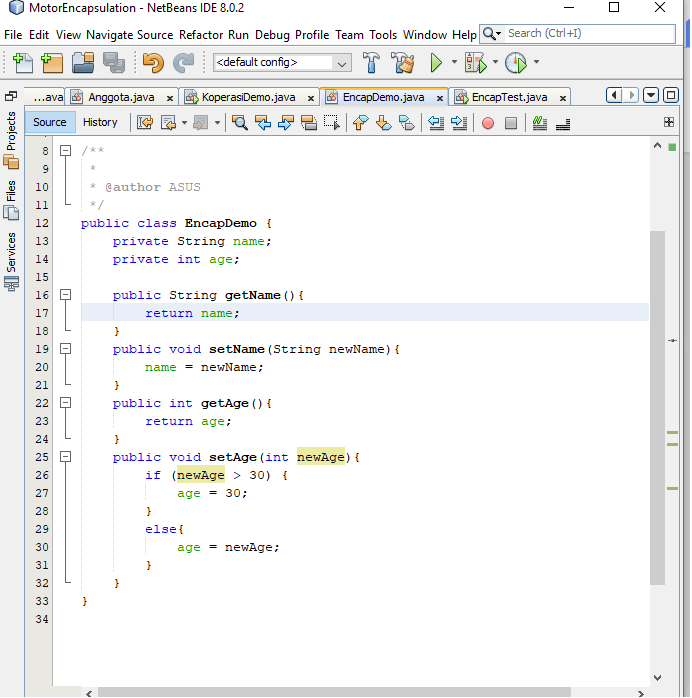 MotorEncapsulation - NetBeans IDE 8.0.2
File Edit View Navigate Source Refactor Run Debug Profile Team Tools Window Help
Search (Ctrl+I)
<default config>
...ava Anggota.java x KoperasiDemo.java x EncapDemo.java x EncapTest.java x
Source History
Projects
Files
Services
8 /**
9 *
10 * @author ASUS
11 */
12 public class EncapDemo {
13 private String name;
14 private int age;
15
16 public String getName(){
17 return name;
18 }
19 public void setName(String newName){
20 name = newName;
21 }
22 public int getAge(){
23 return age;
24 }
25 public void setAge(int newAge){
26 if (newAge > 30) {
27 age = 30;
28 }
29 else{
30 age = newAge;
31 }
32 }
33 }
34